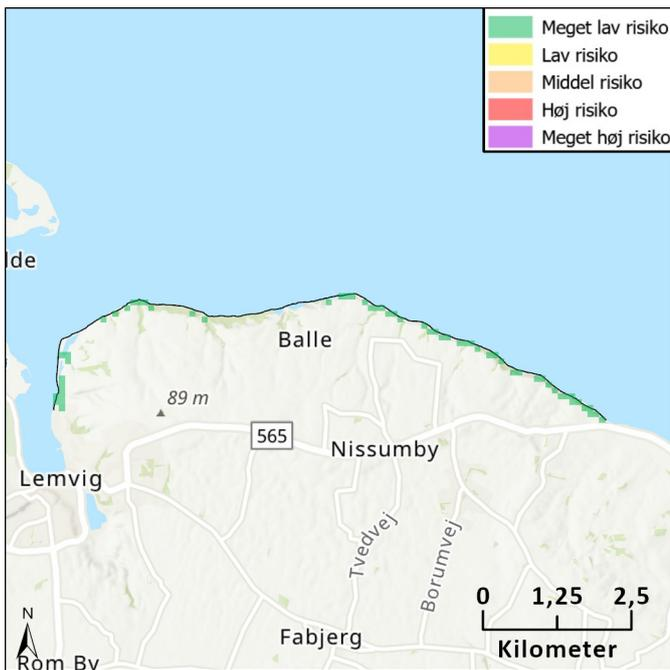 Meget lav risiko
Lav risiko
Middel risiko
Høj risiko
Meget høj risiko
lde
Balle
89 m
565
Nissumby
Lemvig
Tvedvej
Borumvej
0 1,25 2,5
Kilometer
N
Fabjerg
Rom By